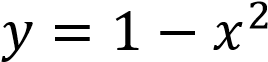 y = 1 − x²